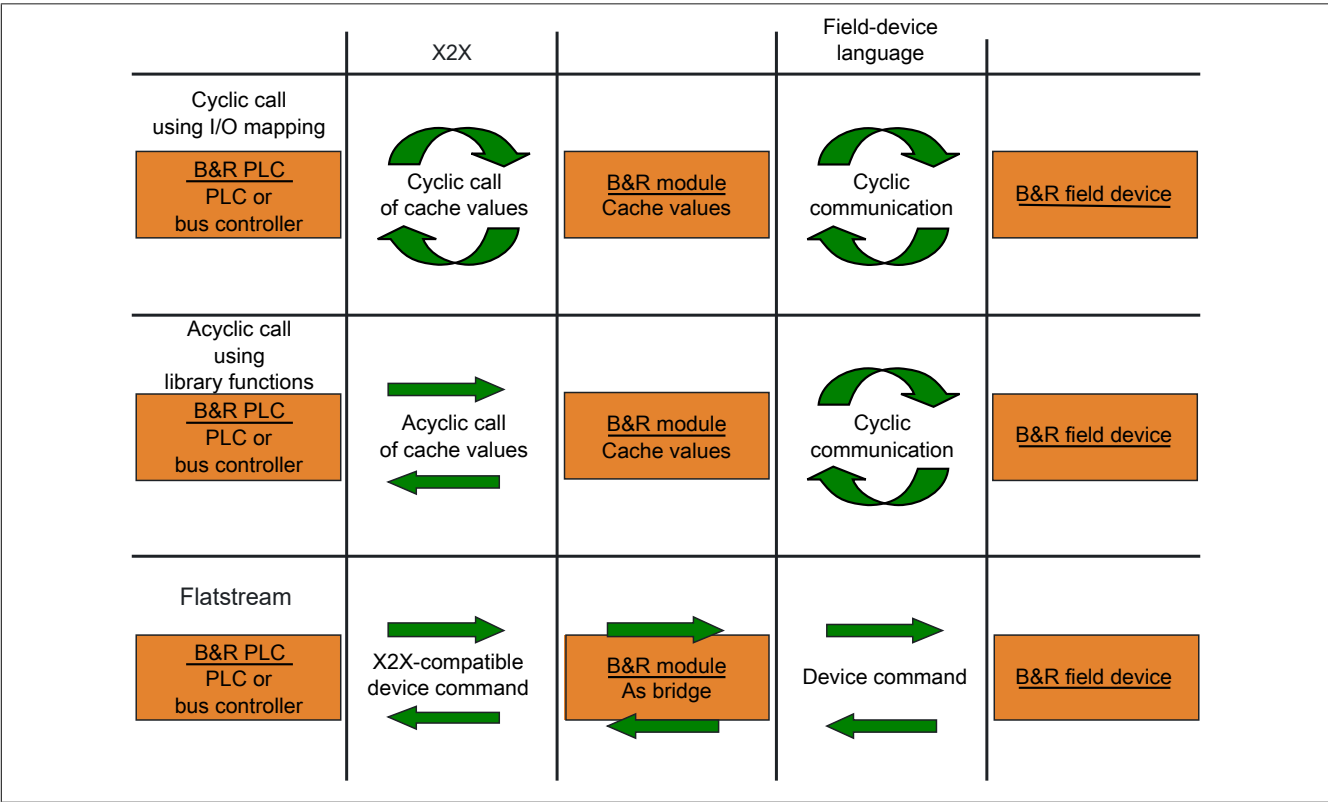 X2X
Field-device
language
Cyclic call
using I/O mapping
B&R PLC
PLC or
bus controller
Cyclic call
of cache values
B&R module
Cache values
Cyclic
communication
B&R field device
Acyclic call
using
library functions
B&R PLC
PLC or
bus controller
Acyclic call
of cache values
B&R module
Cache values
Cyclic
communication
B&R field device
Flatstream
B&R PLC
PLC or
bus controller
X2X-compatible
device command
B&R module
As bridge
Device command
B&R field device